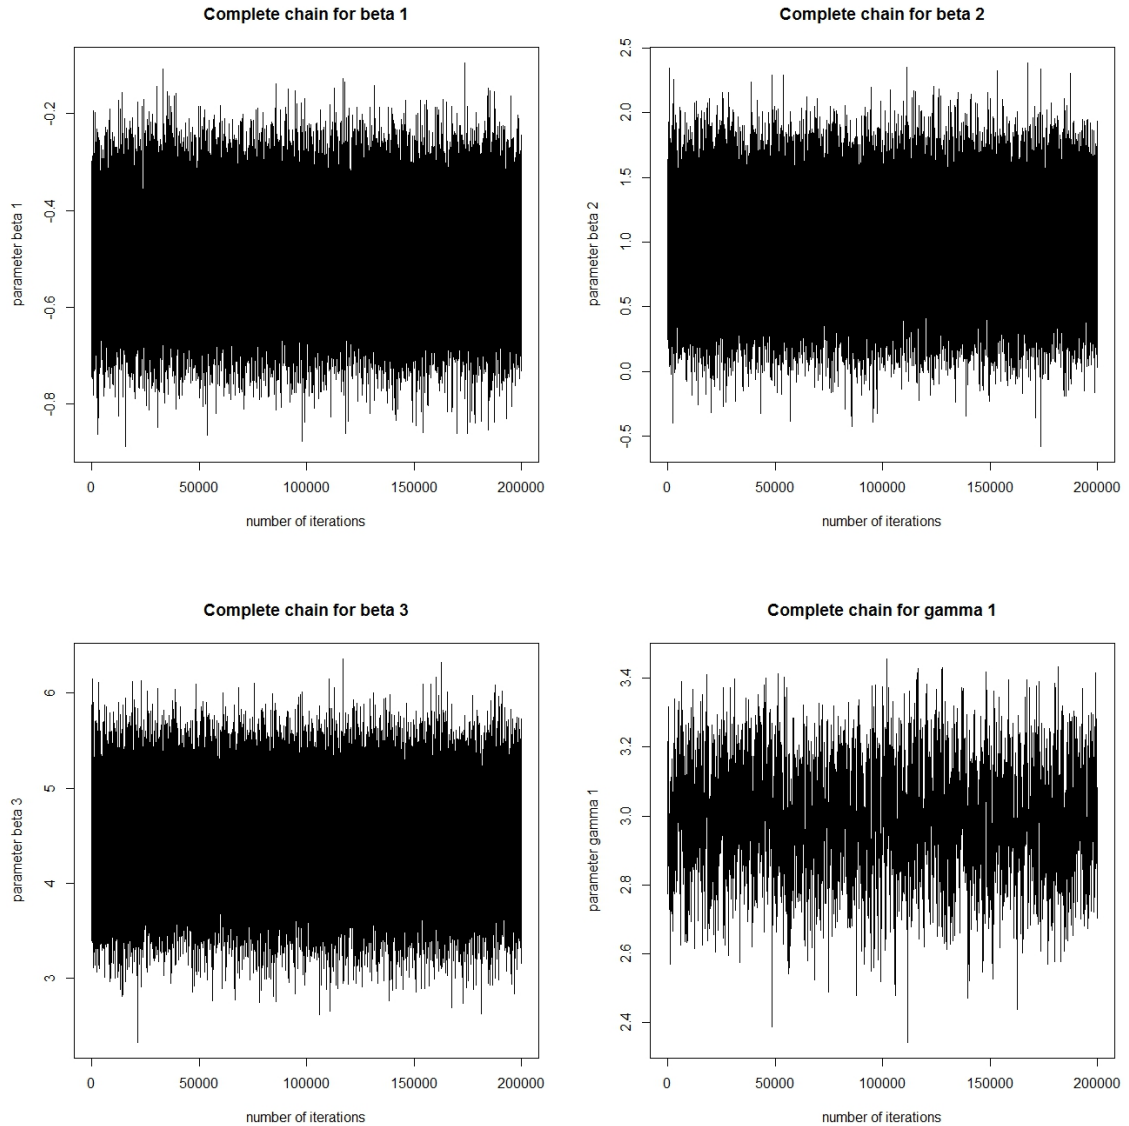 Complete chain for beta 1
parameter beta 1
-0.2
-0.4
-0.6
-0.8
0 50000 100000 150000 200000
number of iterations
Complete chain for beta 2
parameter beta 2
2.5
2.0
1.5
1.0
0.5
0.0
-0.5
0 50000 100000 150000 200000
number of iterations
Complete chain for beta 3
parameter beta 3
6
5
4
3
0 50000 100000 150000 200000
number of iterations
Complete chain for gamma 1
parameter gamma 1
3.4
3.2
3.0
2.8
2.6
2.4
0 50000 100000 150000 200000
number of iterations